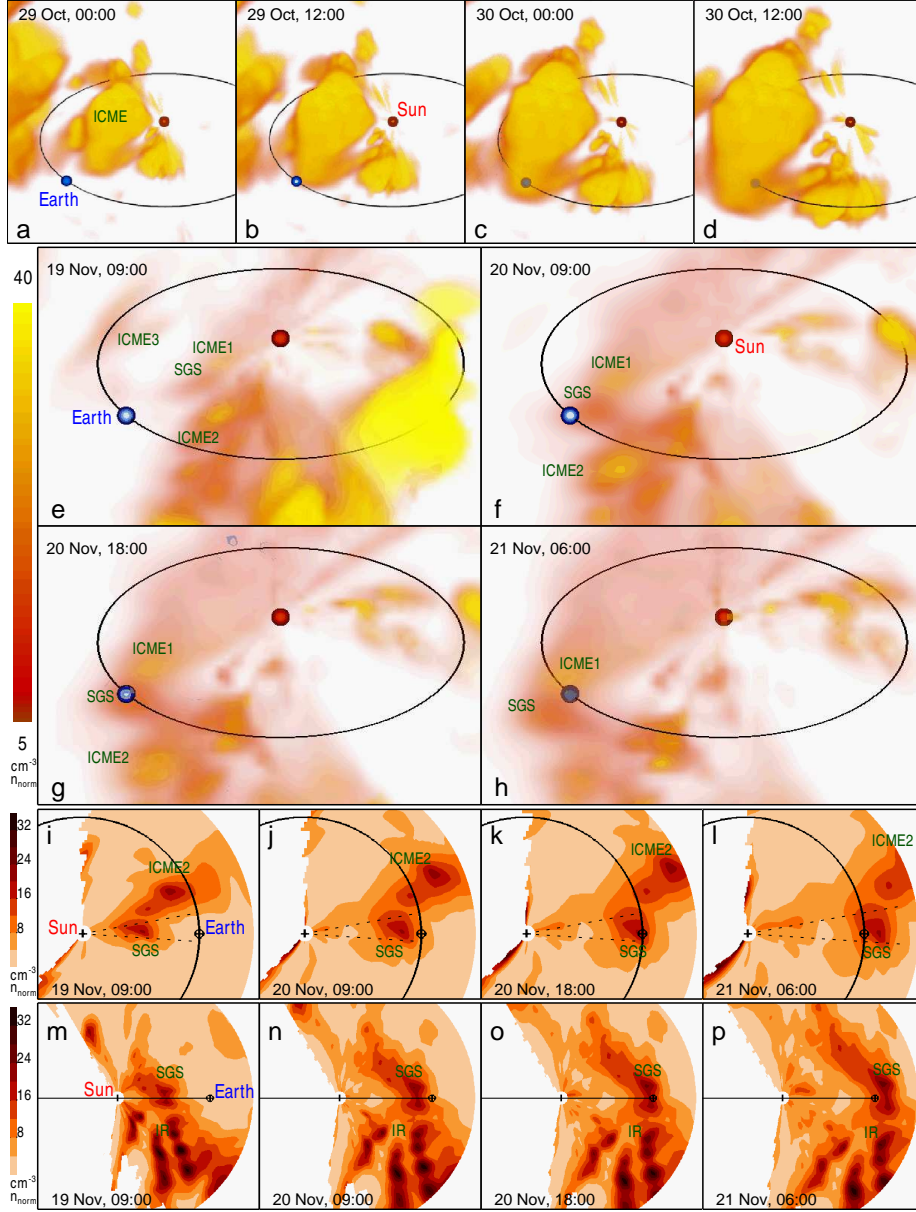 29 Oct, 00:00
29 Oct, 12:00
30 Oct, 00:00
30 Oct, 12:00
ICME
Sun
Earth
a
b
c
d
40
5
cm-3
nnorm
19 Nov, 09:00
ICME3
ICME1
SGS
Earth
ICME2
e
20 Nov, 09:00
Sun
ICME1
SGS
ICME2
f
20 Nov, 18:00
ICME1
SGS
ICME2
g
21 Nov, 06:00
ICME1
SGS
h
32
24
16
8
cm-3
nnorm
i
ICME2
Sun
Earth
SGS
19 Nov, 09:00
j
ICME2
SGS
20 Nov, 09:00
k
ICME2
SGS
20 Nov, 18:00
l
ICME2
SGS
21 Nov, 06:00
32
24
16
8
cm-3
nnorm
m
SGS
Sun
Earth
IR
19 Nov, 09:00
n
SGS
IR
20 Nov, 09:00
o
SGS
IR
20 Nov, 18:00
p
SGS
IR
21 Nov, 06:00